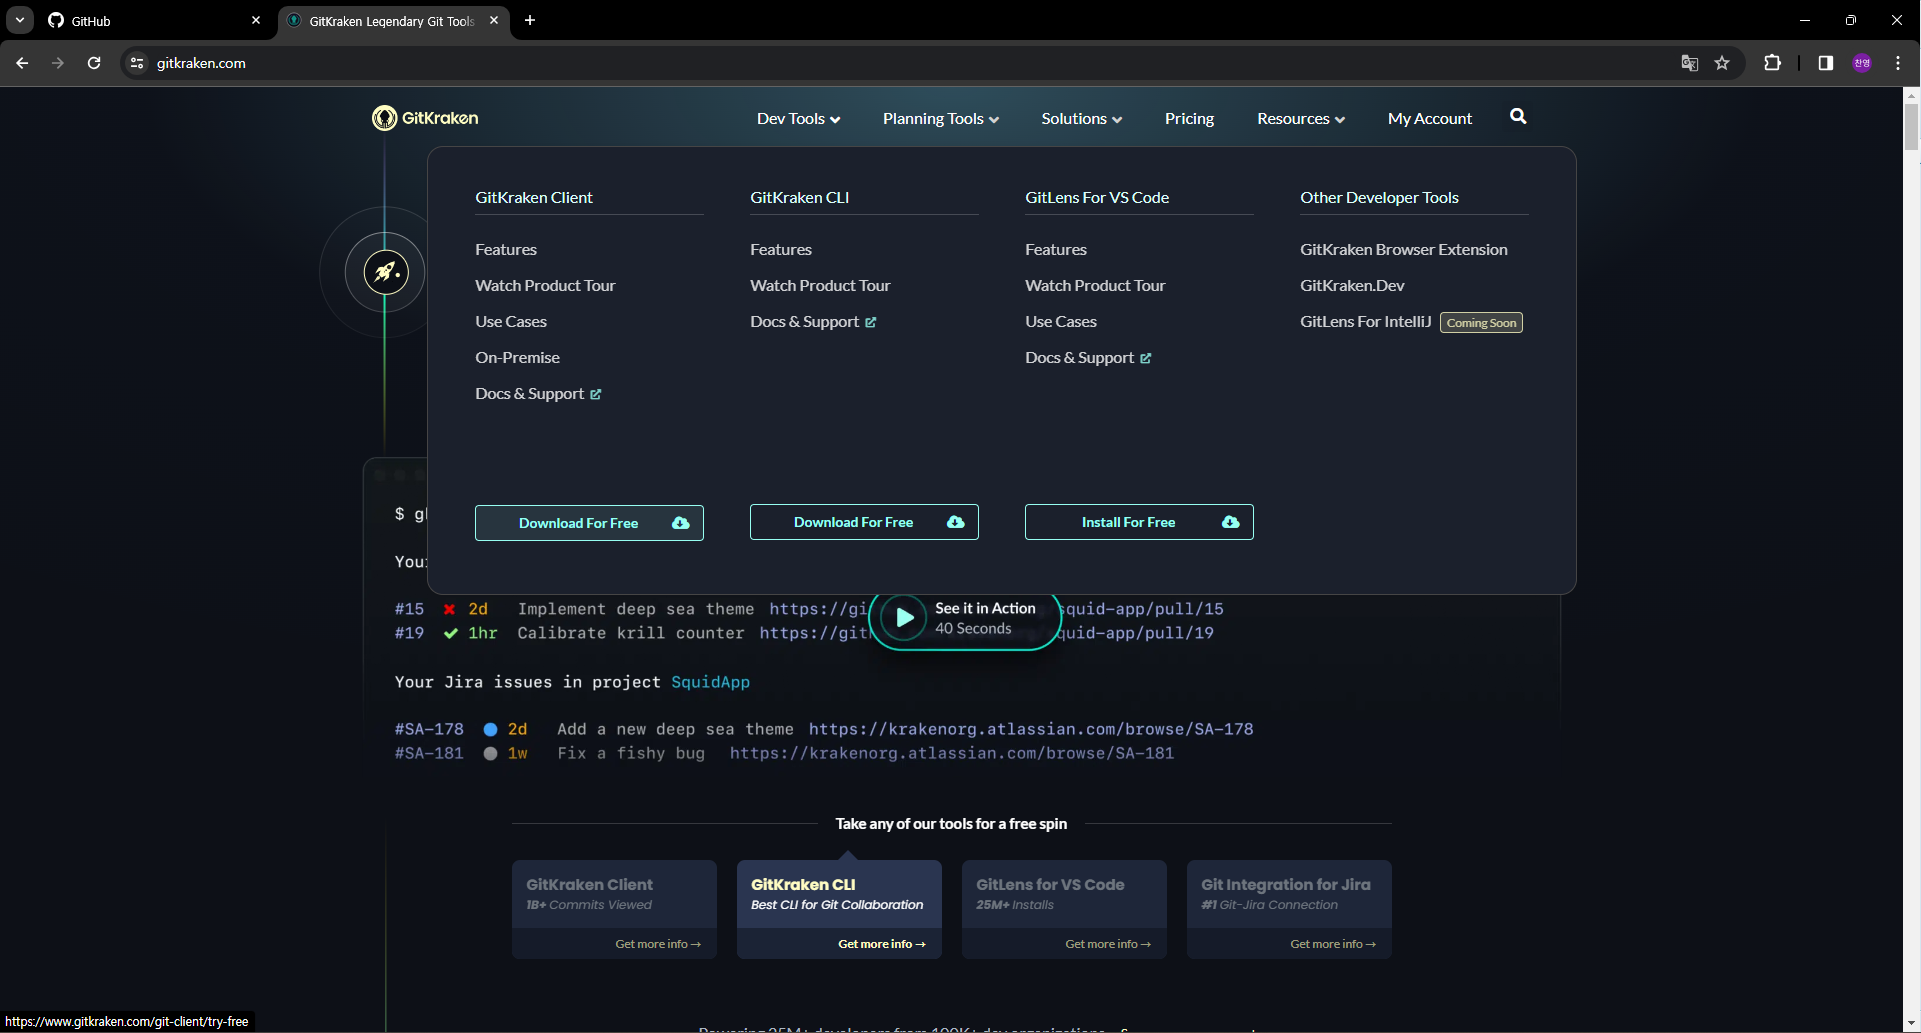 GitHub
GitKraken Legendary Git Tools
gitkraken.com
찬영
GitKraken
Dev Tools
Planning Tools
Solutions
Pricing
Resources
My Account
GitKraken Client
Features
Watch Product Tour
Use Cases
On-Premise
Docs & Support
Download For Free
GitKraken CLI
Features
Watch Product Tour
Docs & Support
Download For Free
GitLens For VS Code
Features
Watch Product Tour
Use Cases
Docs & Support
Install For Free
Other Developer Tools
GitKraken Browser Extension
GitKraken.Dev
GitLens For IntelliJ Coming Soon
$
#15 2d Implement deep sea theme https://gi squid-app/pull/15
#19 1hr Calibrate krill counter https://git quid-app/pull/19
See it in Action
40 Seconds
Your Jira issues in project SquidApp
#SA-178 2d Add a new deep sea theme https://krakenorg.atlassian.com/browse/SA-178
#SA-181 1w Fix a fishy bug https://krakenorg.atlassian.com/browse/SA-181
Take any of our tools for a free spin
GitKraken Client
1B+ Commits Viewed
Get more info →
GitKraken CLI
Best CLI for Git Collaboration
Get more info →
GitLens for VS Code
25M+ Installs
Get more info →
Git Integration for Jira
#1 Git-Jira Connection
Get more info →
https://www.gitkraken.com/git-client/try-free